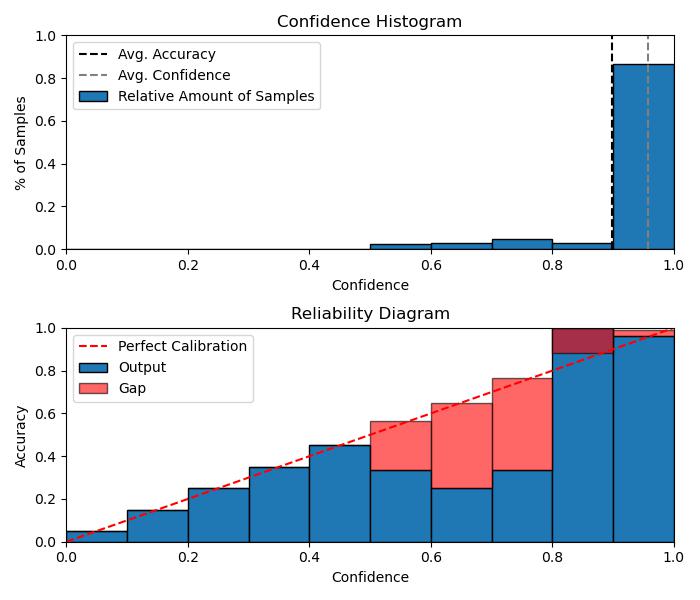 Confidence Histogram
1.0
0.8
0.6
0.4
0.2
0.0
% of Samples
Avg. Accuracy
Avg. Confidence
Relative Amount of Samples
0.0 0.2 0.4 0.6 0.8 1.0
Confidence
Reliability Diagram
1.0
0.8
0.6
0.4
0.2
0.0
Accuracy
Perfect Calibration
Output
Gap
0.0 0.2 0.4 0.6 0.8 1.0
Confidence